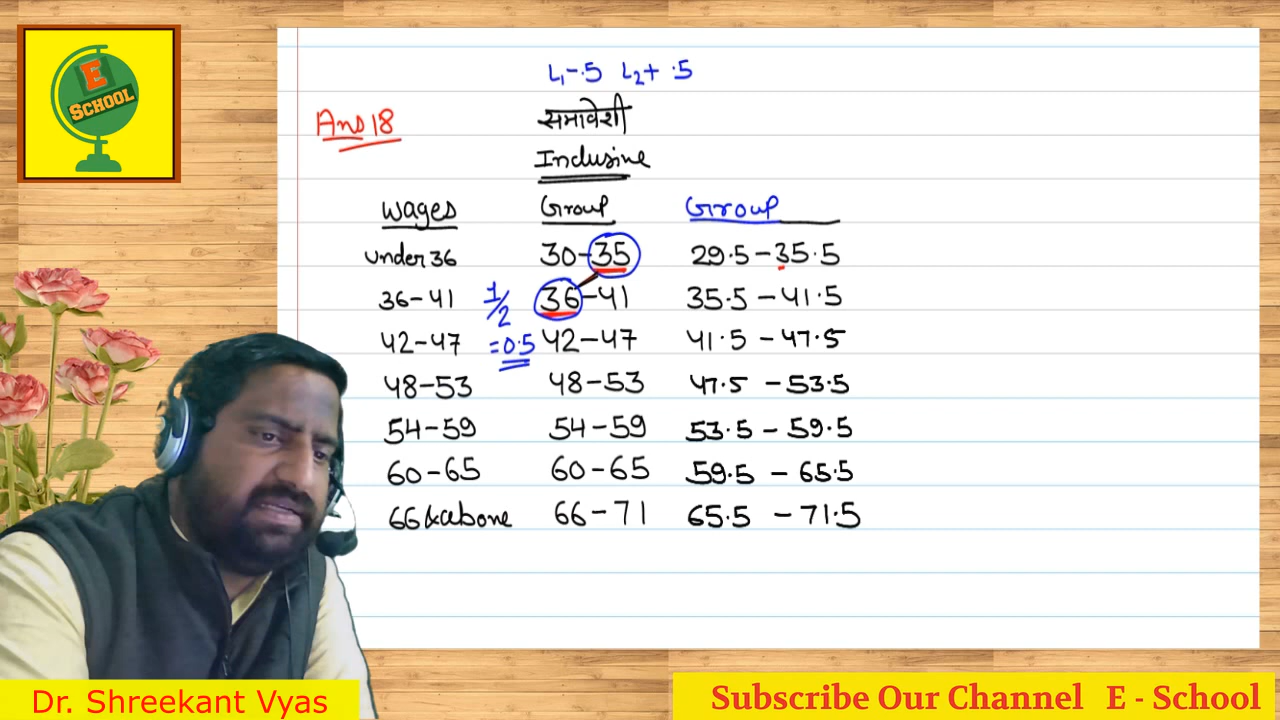 E
SCHOOL
L₁-.5 L₂+.5
Ans 18
समावेशी
Inclusive
Wages Group Group
under 36 30-35 29.5-35.5
36-41 1/2 36-41 35.5-41.5
42-47 =0.5 42-47 41.5-47.5
48-53 48-53 47.5-53.5
54-59 54-59 53.5-59.5
60-65 60-65 59.5-65.5
66 & above 66-71 65.5-71.5
Dr. Shreekant Vyas
Subscribe Our Channel E - School